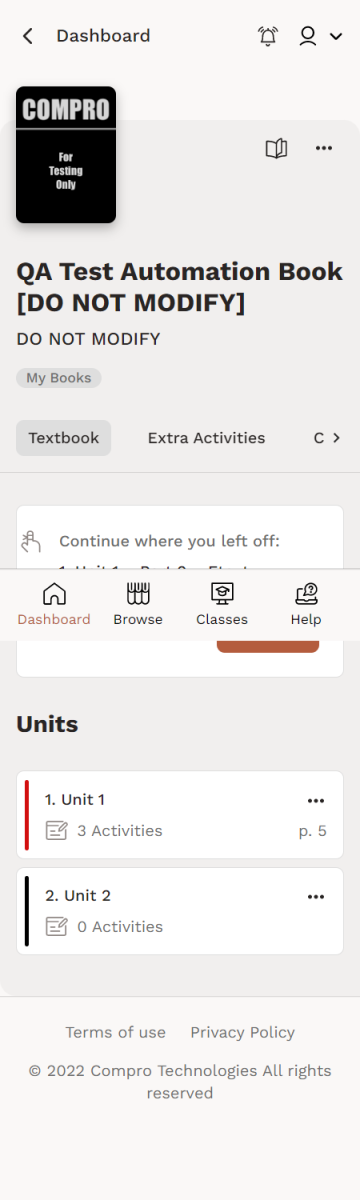 Dashboard
COMPRO
For
Testing
Only
QA Test Automation Book
[DO NOT MODIFY]
DO NOT MODIFY
My Books
Textbook Extra Activities C
Continue where you left off:
Dashboard Browse Classes Help
Units
1. Unit 1
3 Activities p. 5
2. Unit 2
0 Activities
Terms of use Privacy Policy
© 2022 Compro Technologies All rights
reserved